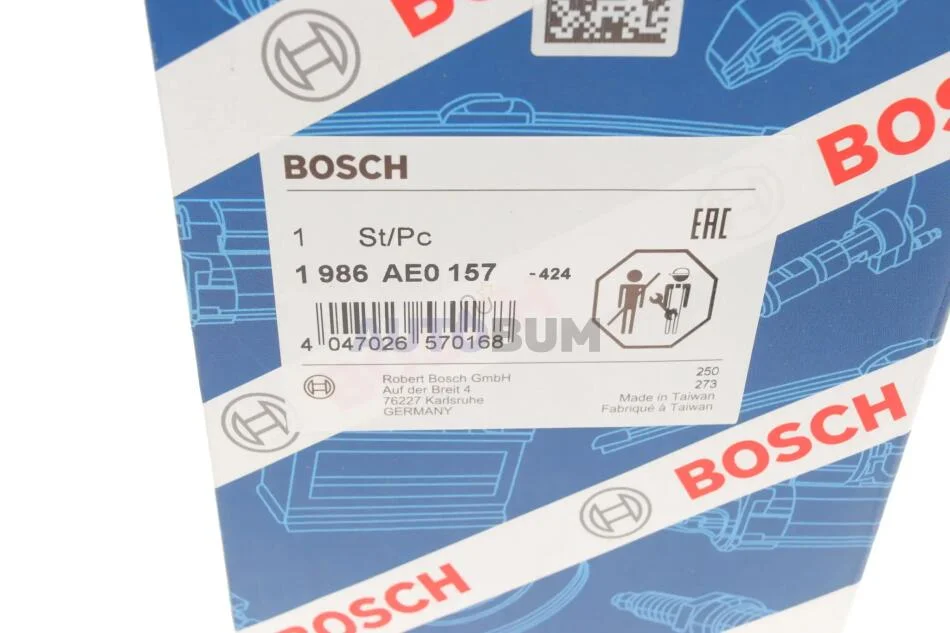 BOSCH
BOSCH
EAC
1 St/Pc
1 986 AE0 157 -424
4 047026 570168
AUTOBUM
Robert Bosch GmbH
Auf der Breit 4
76227 Karlsruhe
GERMANY
250
273
Made in Taiwan
Fabriqué à Taiwan
BOSCH
BOSCH